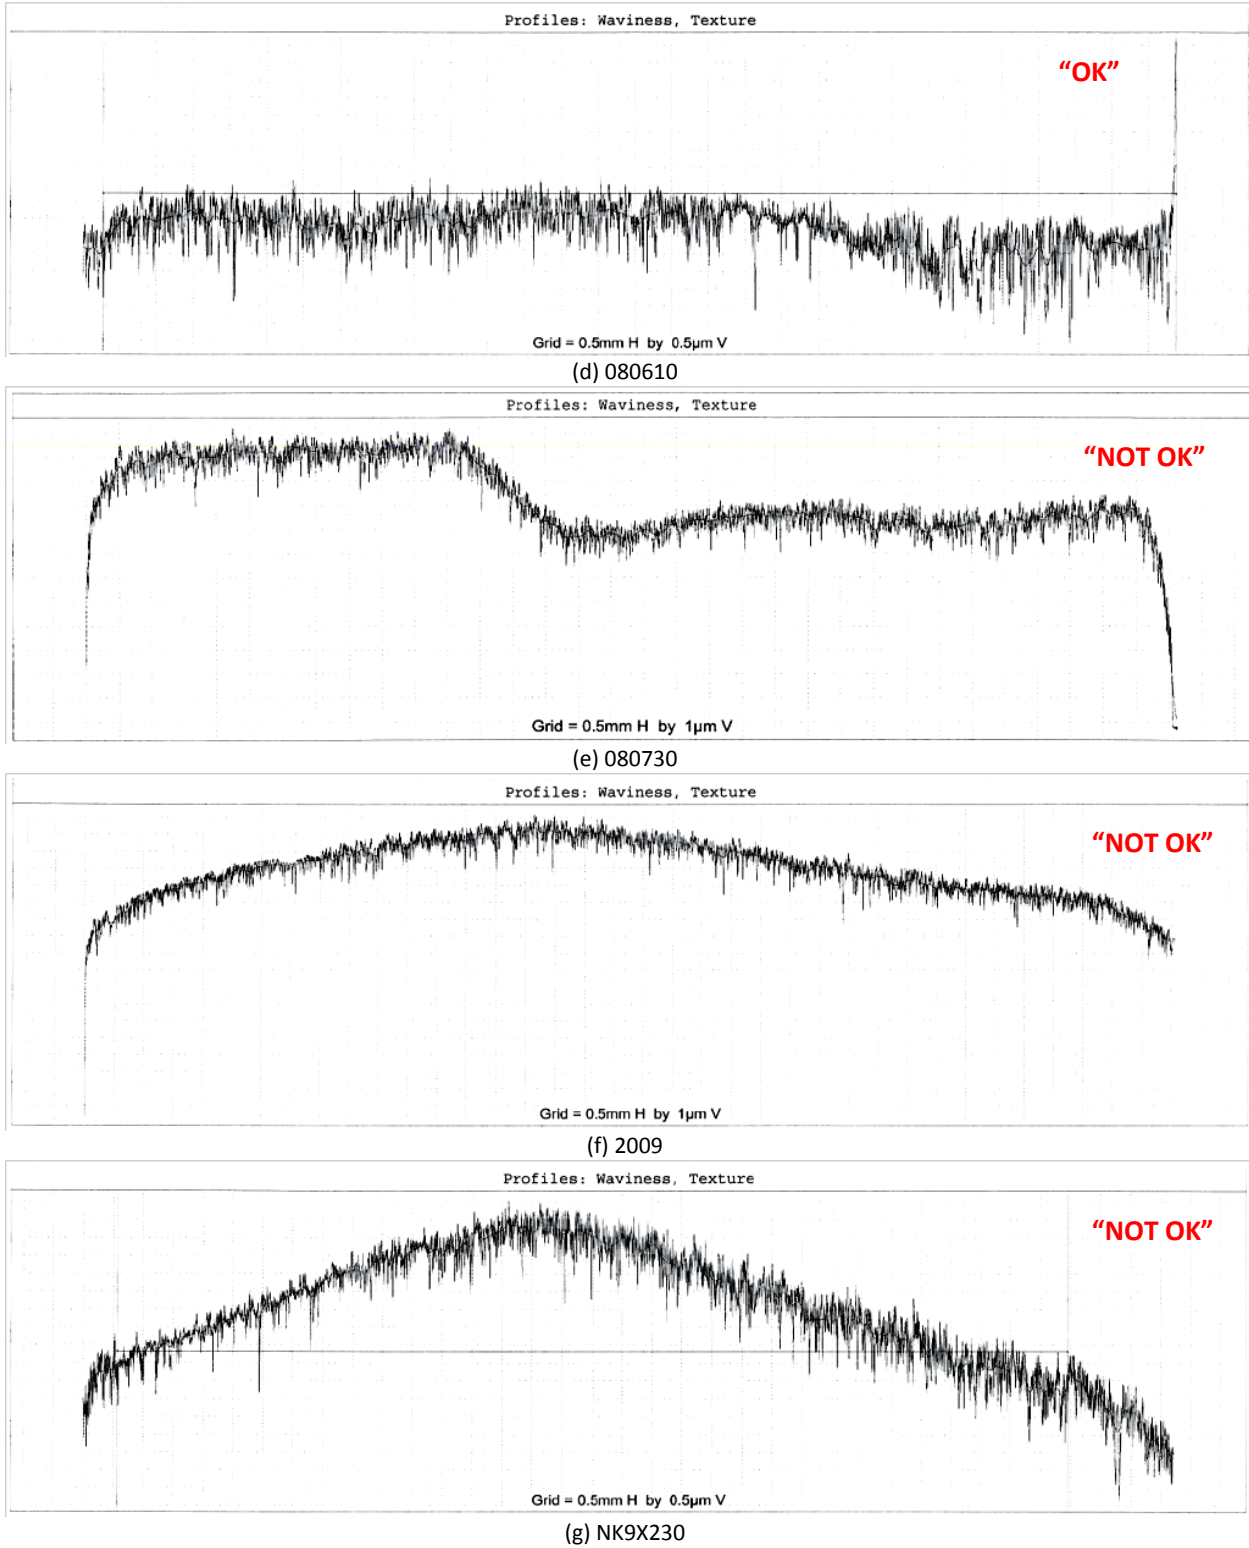 Profiles: Waviness, Texture
“OK”
Grid = 0.5mm H by 0.5µm V
(d) 080610
Profiles: Waviness, Texture
“NOT OK”
Grid = 0.5mm H by 1µm V
(e) 080730
Profiles: Waviness, Texture
“NOT OK”
Grid = 0.5mm H by 1µm V
(f) 2009
Profiles: Waviness, Texture
“NOT OK”
Grid = 0.5mm H by 0.5µm V
(g) NK9X230